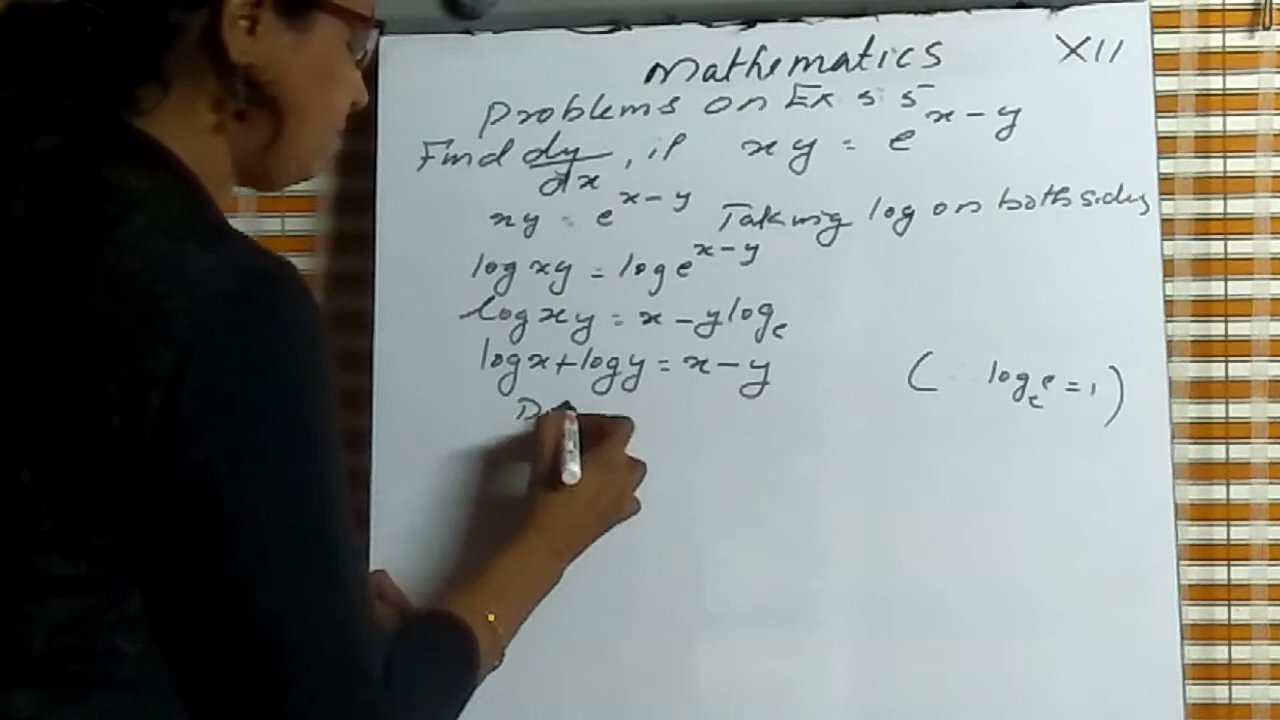 Mathematics XII
Problems on Ex 5.5
Find dy/dx, if xy = e^x-y
xy = e^x-y Taking log on both sides
log xy = log e^x-y
log xy = x-y log e
log x + log y = x-y ( log_e e = 1 )